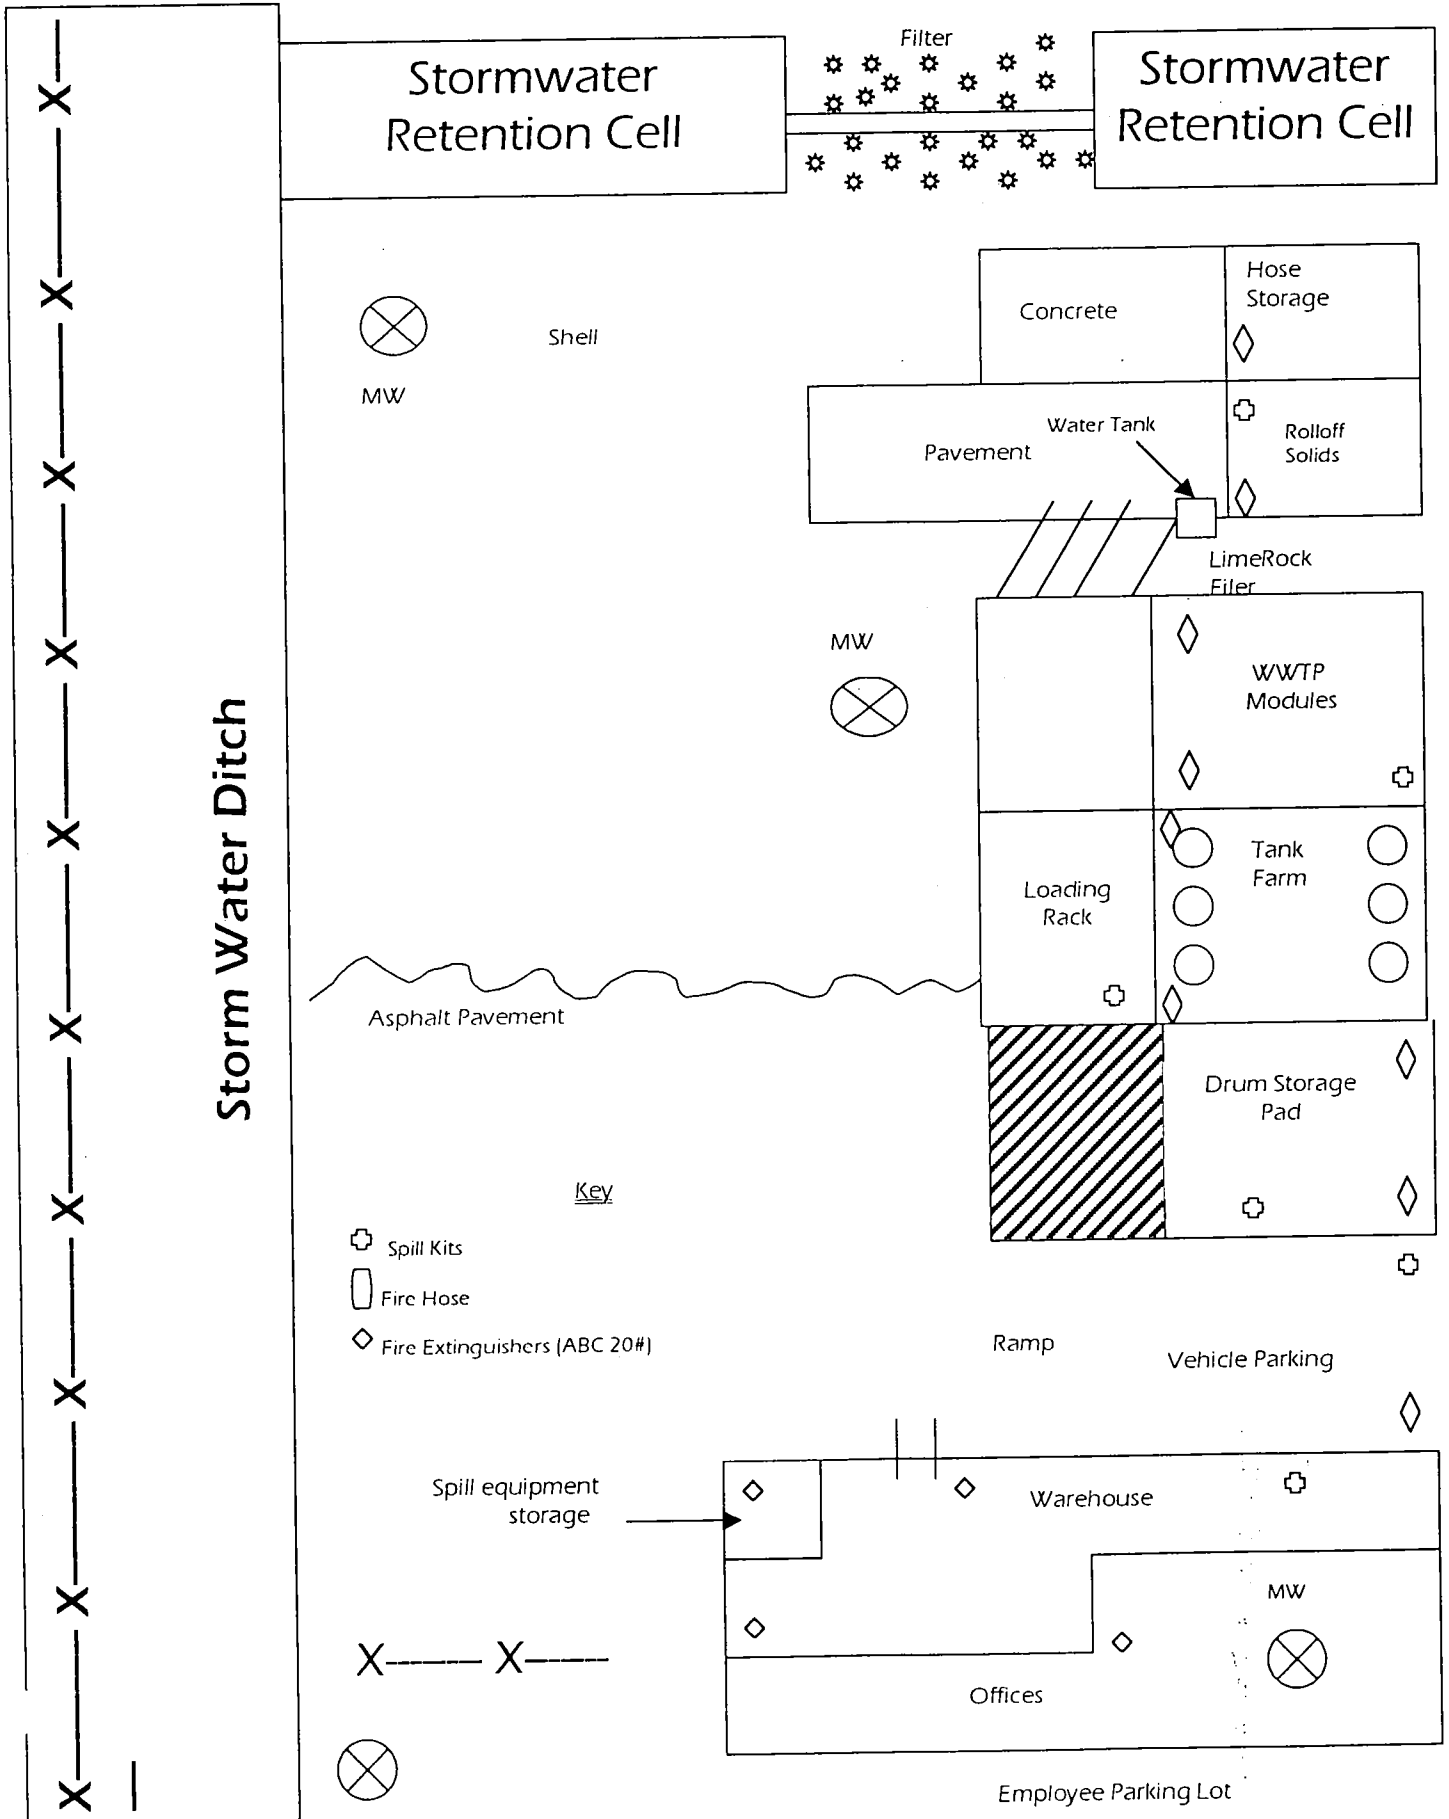 Filter
Stormwater
Retention Cell
Stormwater
Retention Cell
Hose
Storage
Concrete
Shell
MW
Water Tank
Pavement
Rolloff
Solids
LimeRock
Filer
MW
WWTP
Modules
Storm Water Ditch
Tank
Farm
Loading
Rack
Asphalt Pavement
Drum Storage
Pad
Key
Spill Kits
Fire Hose
Fire Extinguishers (ABC 20#)
Ramp
Vehicle Parking
Spill equipment
storage
Warehouse
MW
X------- X------
Offices
Employee Parking Lot
X
X
X
X
X
X
X
X
X
X